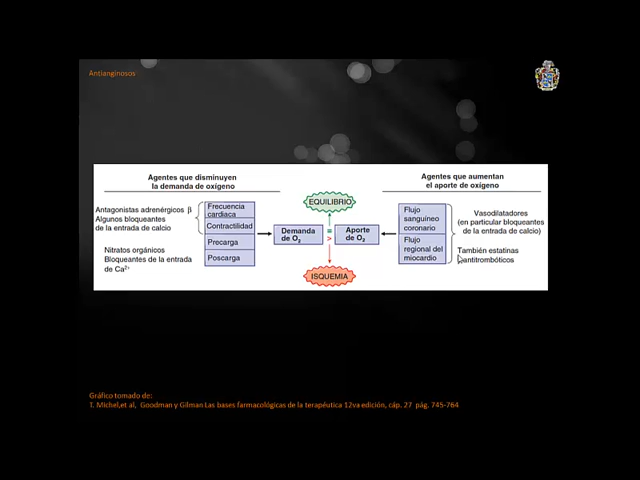 Antianginosos
Agentes que disminuyen
la demanda de oxígeno
Agentes que aumentan
el aporte de oxígeno
Antagonistas adrenérgicos β
Algunos bloqueantes
de la entrada de calcio
Nitratos orgánicos
Bloqueantes de la entrada
de Ca2+
Frecuencia
cardiaca
Contractilidad
Precarga
Poscarga
EQUILIBRIO
Demanda
de O2
=
>
Aporte
de O2
ISQUEMIA
Flujo
sanguíneo
coronario
Flujo
regional del
miocardio
Vasodilatadores
(en particular bloqueantes
de la entrada de calcio)
También estatinas
antitrombóticos
Gráfico tomado de:
T. Michel,et al, Goodman y Gilman Las bases farmacológicas de la terapéutica 12va edición, cáp. 27 pág. 745-764